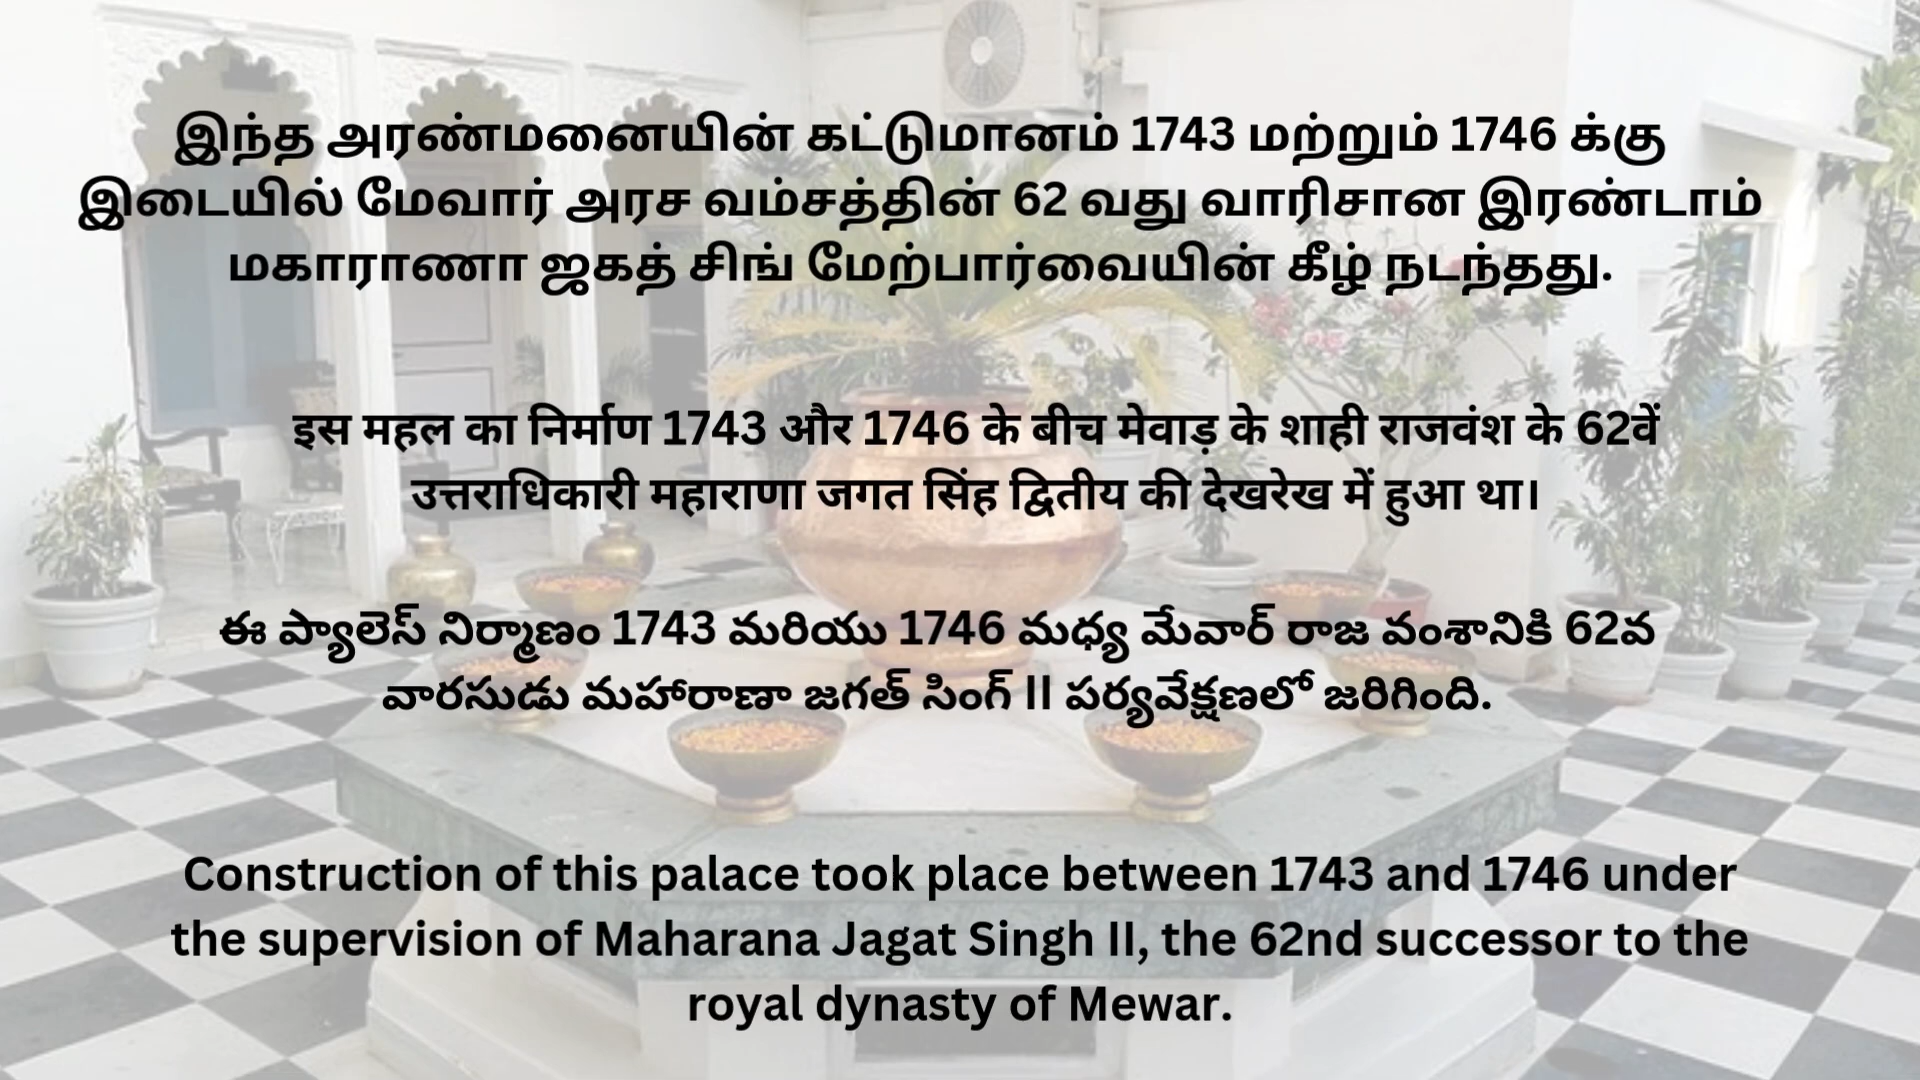 இந்த அரண்மனையின் கட்டுமானம் 1743 மற்றும் 1746 க்கு
இடையில் மேவார் அரச வம்சத்தின் 62 வது வாரிசான இரண்டாம்
மகாராணா ஜகத் சிங் மேற்பார்வையின் கீழ் நடந்தது.
इस महल का निर्माण 1743 और 1746 के बीच मेवाड़ के शाही राजवंश के 62वें
उत्तराधिकारी महाराणा जगत सिंह द्वितीय की देखरेख में हुआ था।
ఈ ప్యాలెస్ నిర్మాణం 1743 మరియు 1746 మధ్య మేవార్ రాజ వంశానికి 62వ
వారసుడు మహారాణా జగత్ సింగ్ II పర్యవేక్షణలో జరిగింది.
Construction of this palace took place between 1743 and 1746 under
the supervision of Maharana Jagat Singh II, the 62nd successor to the
royal dynasty of Mewar.